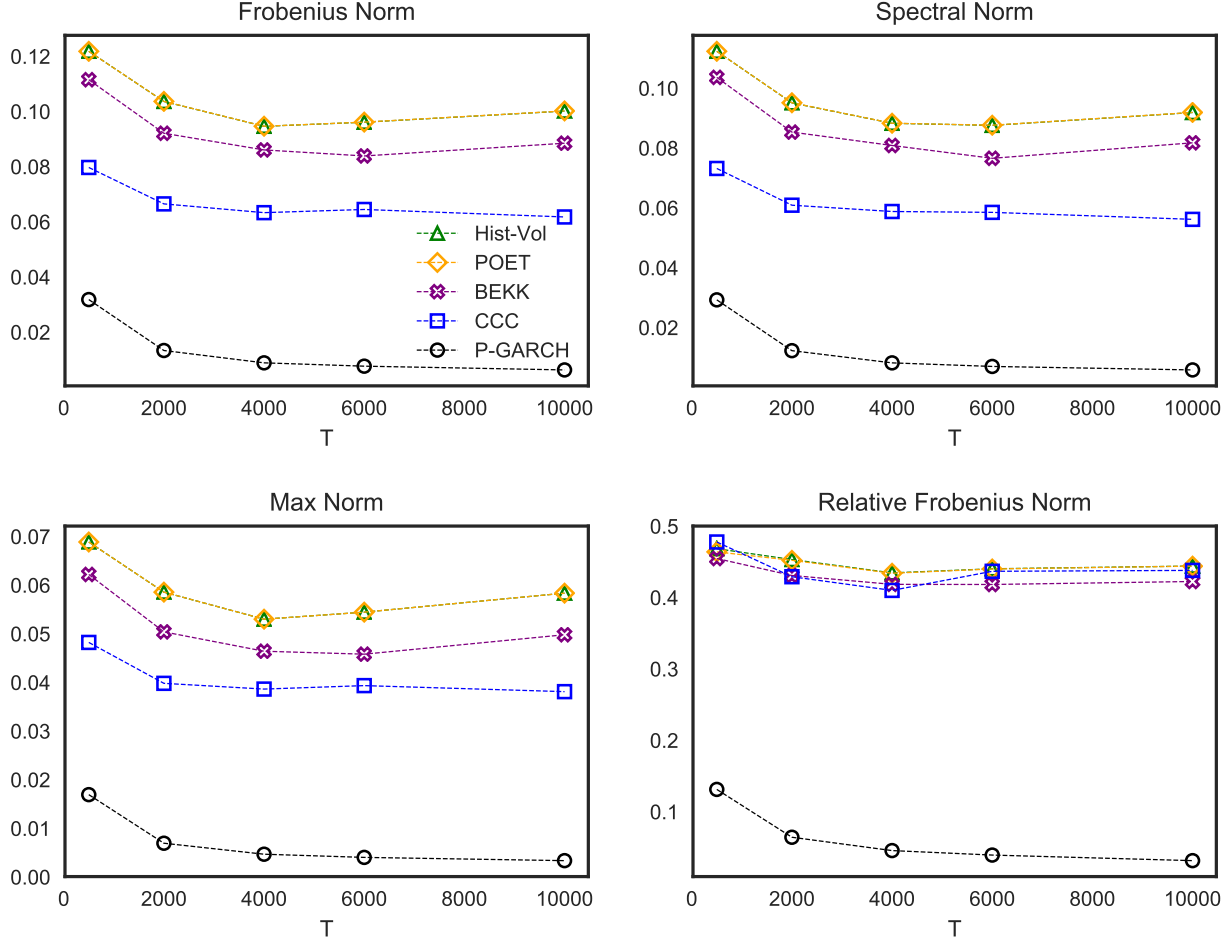 Frobenius Norm
0.12
0.10
0.08
0.06
0.04
0.02
Hist-Vol
POET
BEKK
CCC
P-GARCH
0 2000 4000 6000 8000 10000
T
Spectral Norm
0.10
0.08
0.06
0.04
0.02
0 2000 4000 6000 8000 10000
T
Max Norm
0.07
0.06
0.05
0.04
0.03
0.02
0.01
0.00
0 2000 4000 6000 8000 10000
T
Relative Frobenius Norm
0.5
0.4
0.3
0.2
0.1
0 2000 4000 6000 8000 10000
T